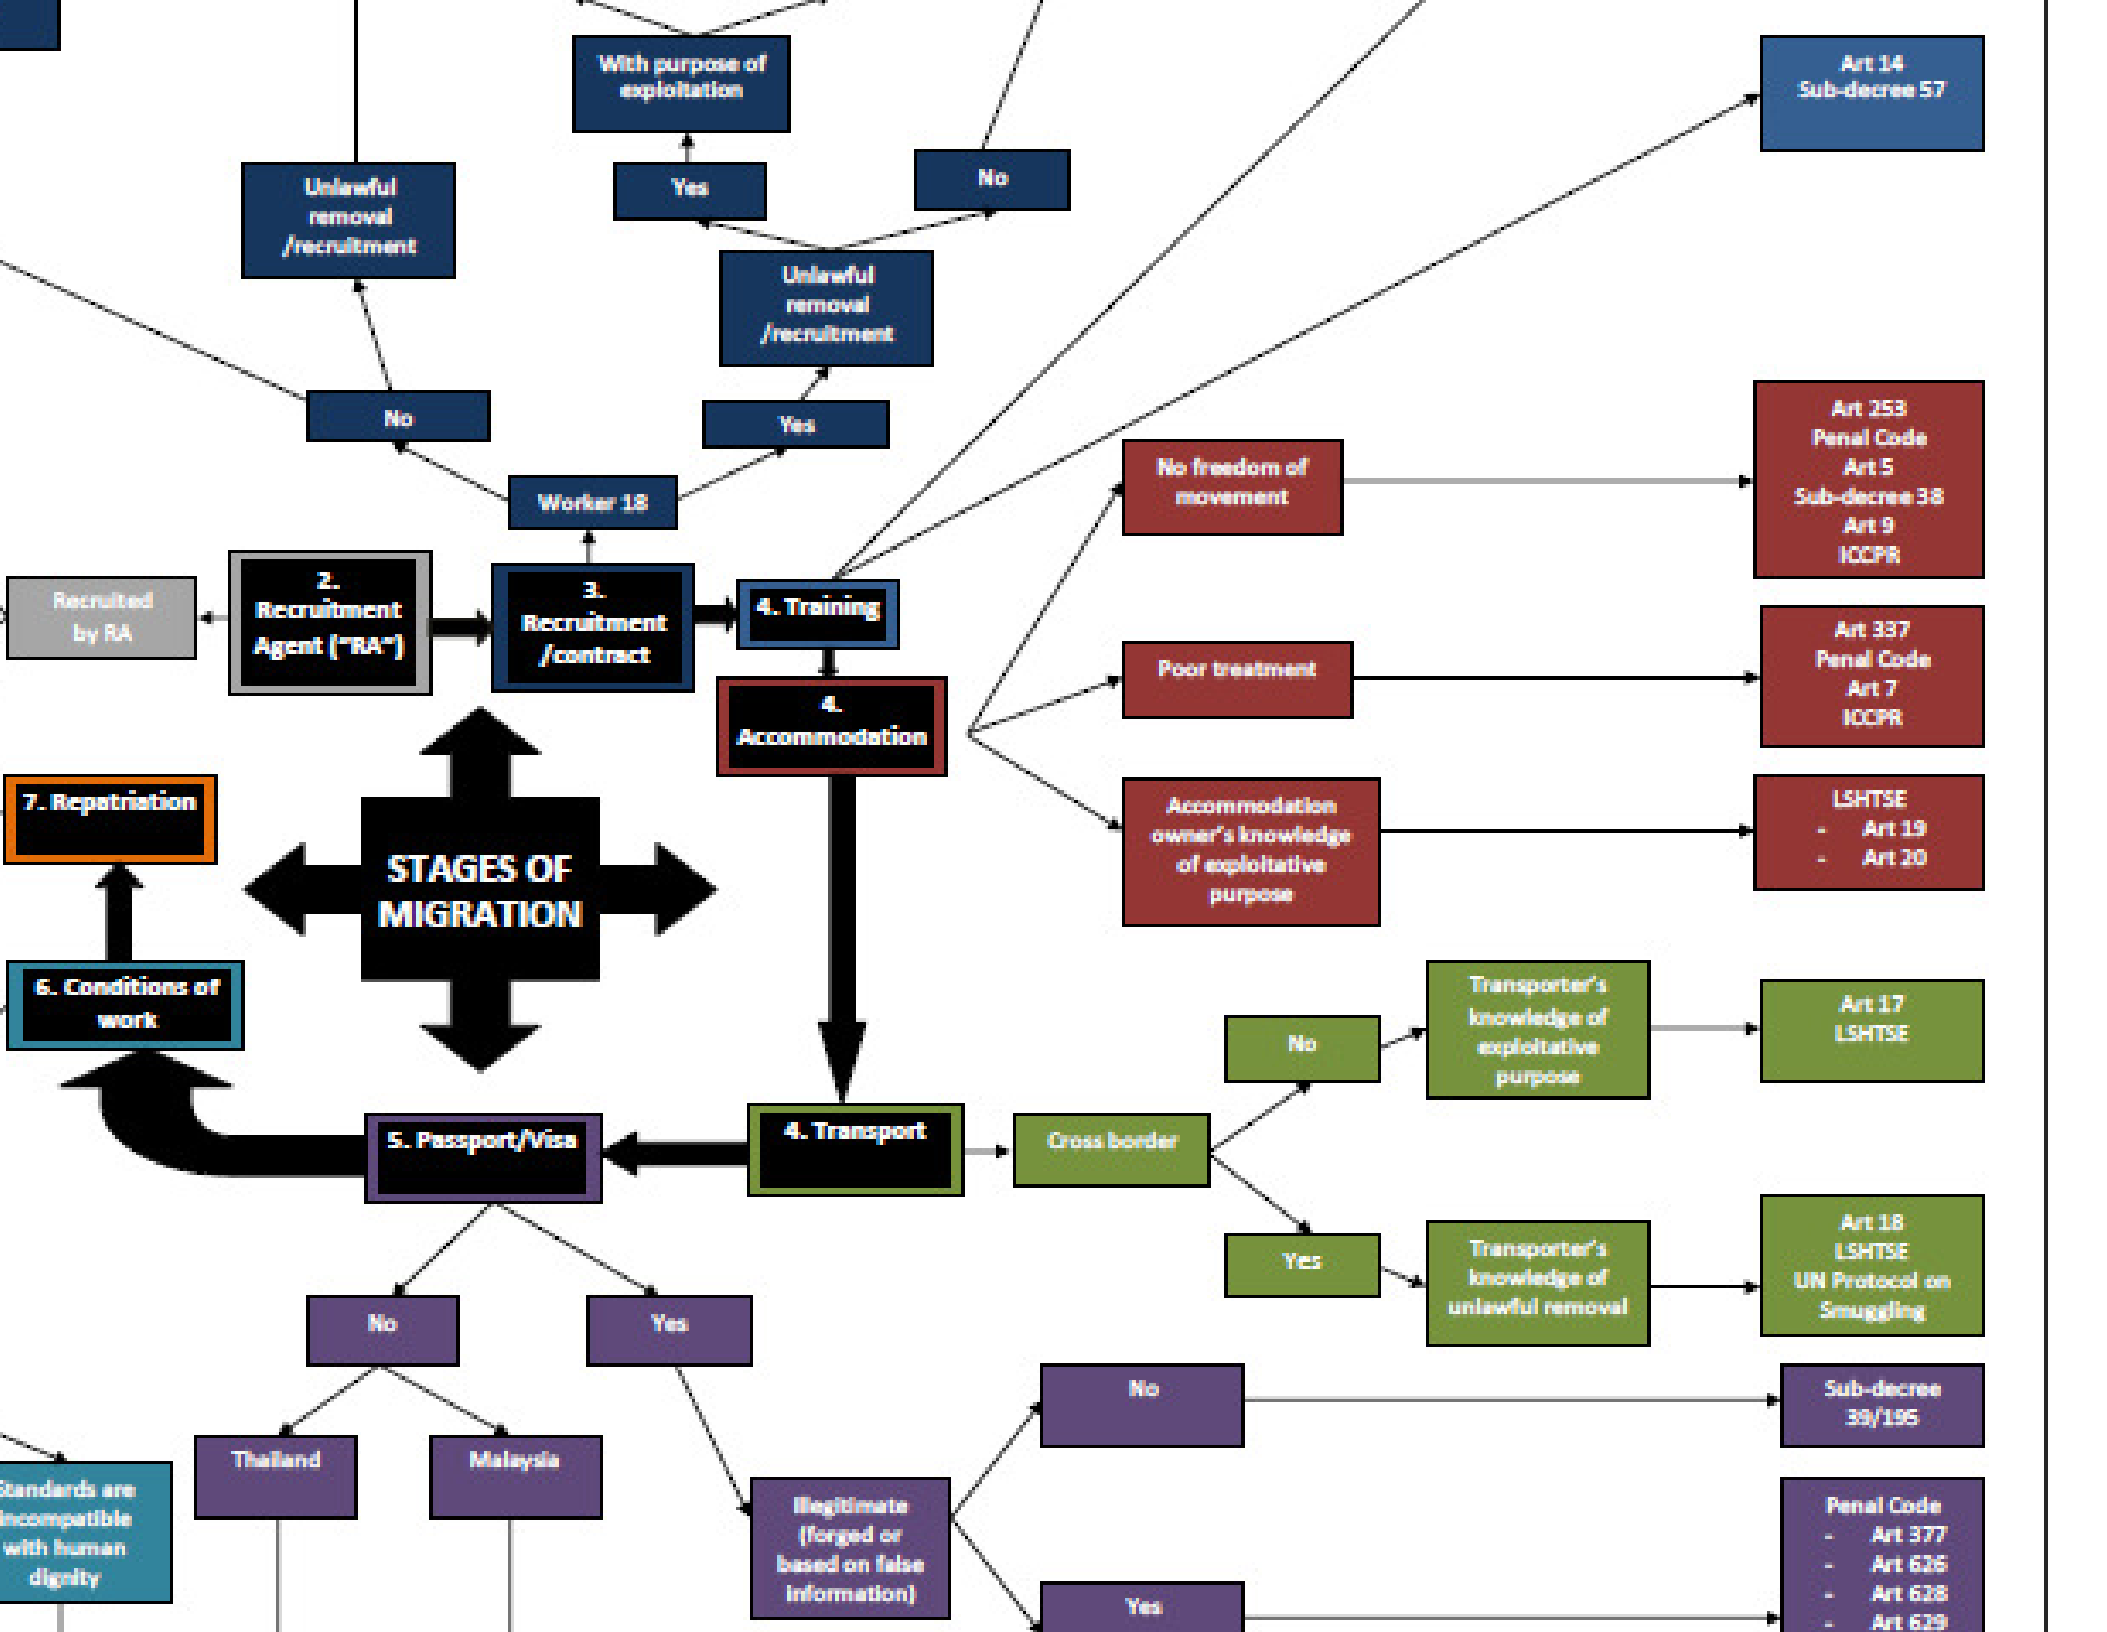 With purpose of
exploitation
Art 14
Sub-decree 57
Yes
No
Unlawful
removal
/recruitment
Unlawful
removal
/recruitment
No
Yes
Worker 18
No freedom of
movement
Art 253
Penal Code
Art 5
Sub-decree 38
Art 9
ICCPR
Recruited
by RA
2.
Recruitment
Agent ("RA")
3.
Recruitment
/contract
4. Training
4.
Accommodation
Poor treatment
Art 337
Penal Code
Art 7
ICCPR
Accommodation
owner's knowledge
of exploitative
purpose
LSHTSE
- Art 19
- Art 20
7. Repatriation
STAGES OF
MIGRATION
6. Conditions of
work
No
Transporter's
knowledge of
exploitative
purpose
Art 17
LSHTSE
5. Passport/Visa
4. Transport
Cross border
Yes
Transporter's
knowledge of
unlawful removal
Art 18
LSHTSE
UN Protocol on
Smuggling
No
Yes
No
Sub-decree
39/195
Thailand
Malaysia
Standards are
incompatible
with human
dignity
Illegitimate
(forged or
based on false
information)
Yes
Penal Code
- Art 377
- Art 626
- Art 628
- Art 629